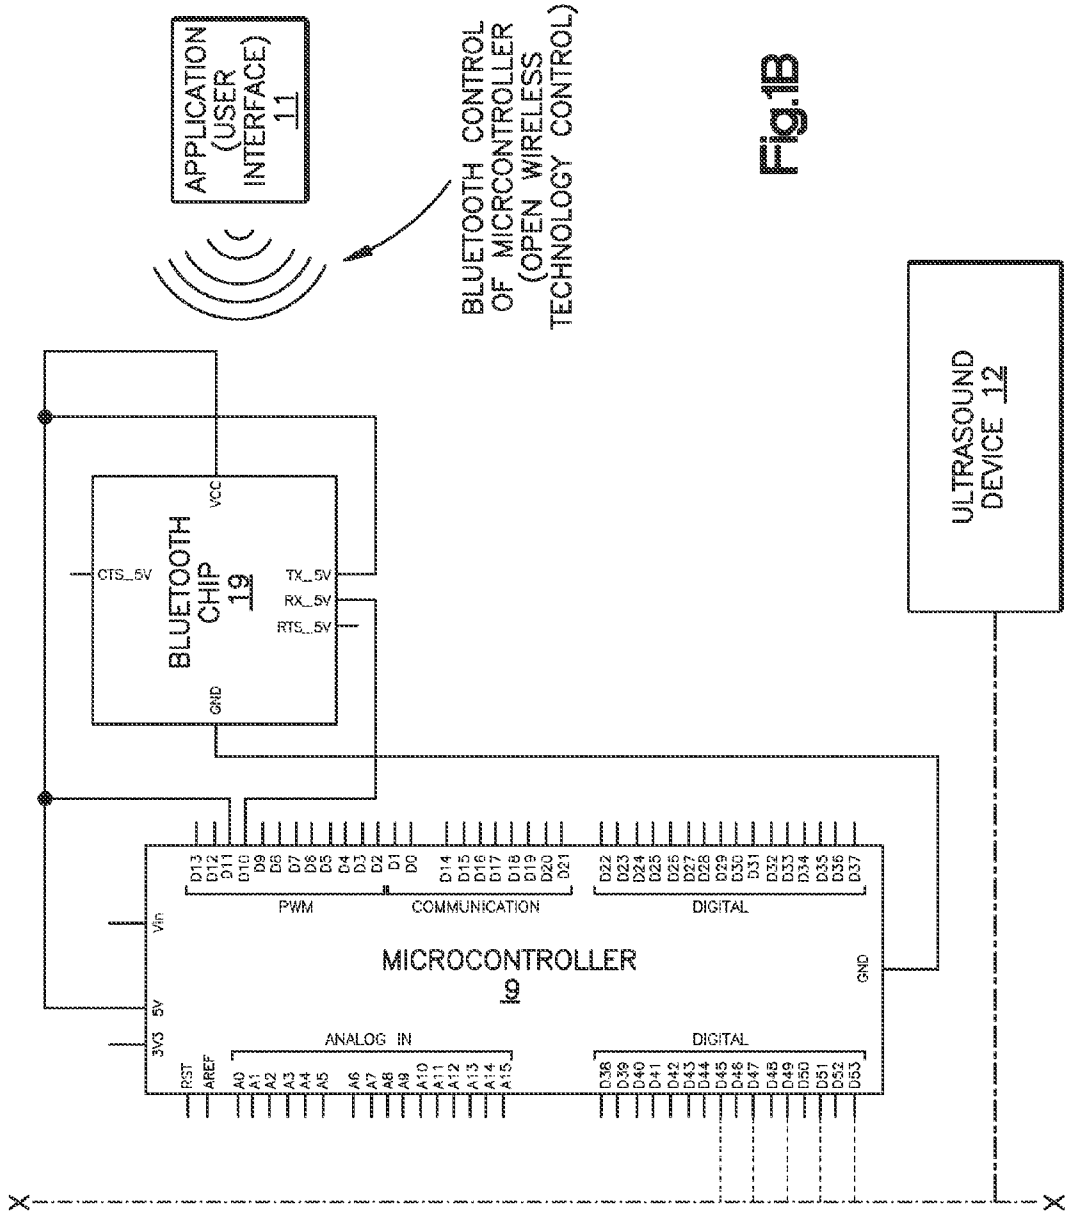 APPLICATION
(USER
INTERFACE)
11
BLUETOOTH CONTROL
OF MICRCONTROLLER
(OPEN WIRELESS
TECHNOLOGY CONTROL)
Fig.1B
BLUETOOTH
CHIP
19
CTS_5V
VCC
TX_5V
RX_5V
RTS_5V
GND
ULTRASOUND
DEVICE 12
MICROCONTROLLER
9
Vin
5V
3V3
RST
AREF
D13
D12
D11
D10
D9
D8
D7
D6
D5
D4
D3
D2
D1
D0
D14
D15
D16
D17
D18
D19
D20
D21
D22
D23
D24
D25
D26
D27
D28
D29
D30
D31
D32
D33
D34
D35
D36
D37
PWM
COMMUNICATION
DIGITAL
GND
ANALOG IN
DIGITAL
A0
A1
A2
A3
A4
A5
A6
A7
A8
A9
A10
A11
A12
A13
A14
A15
D38
D39
D40
D41
D42
D43
D44
D45
D46
D47
D48
D49
D50
D51
D52
D53
X
X